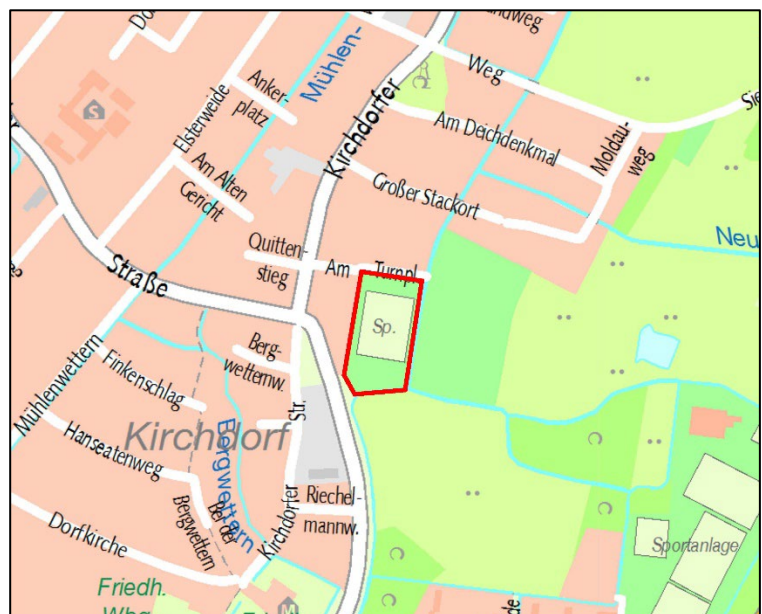 Weg
Mühlen-
Anker-
platz
Elsterweide
Kirchdorfer
Am Deichdenkmal
Moldau-
weg
Am Alten
Gericht
Großer Stackort
Neu
Quitten-
stieg
Am Turnpl.
Straße
Sp.
Berg-
wetternw.
Mühlenwettern
Finkenschlag
Str.
Kirchdorf
Hanseatenweg
Borgwettern
Riechel-
mannw.
Bei der
Bergwettern
Dorfkirche
Kirchdorfer
Sportanlage
Friedh.
M
S